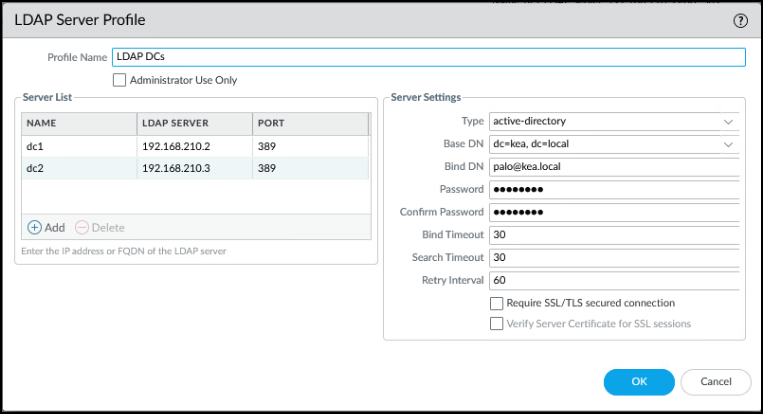 LDAP Server Profile
Profile Name LDAP DCs
Administrator Use Only
Server List
NAME LDAP SERVER PORT
dc1 192.168.210.2 389
dc2 192.168.210.3 389
Add Delete
Enter the IP address or FQDN of the LDAP server
Server Settings
Type active-directory
Base DN dc=kea, dc=local
Bind DN palo@kea.local
Password ••••••••
Confirm Password ••••••••
Bind Timeout 30
Search Timeout 30
Retry Interval 60
Require SSL/TLS secured connection
Verify Server Certificate for SSL sessions
OK Cancel